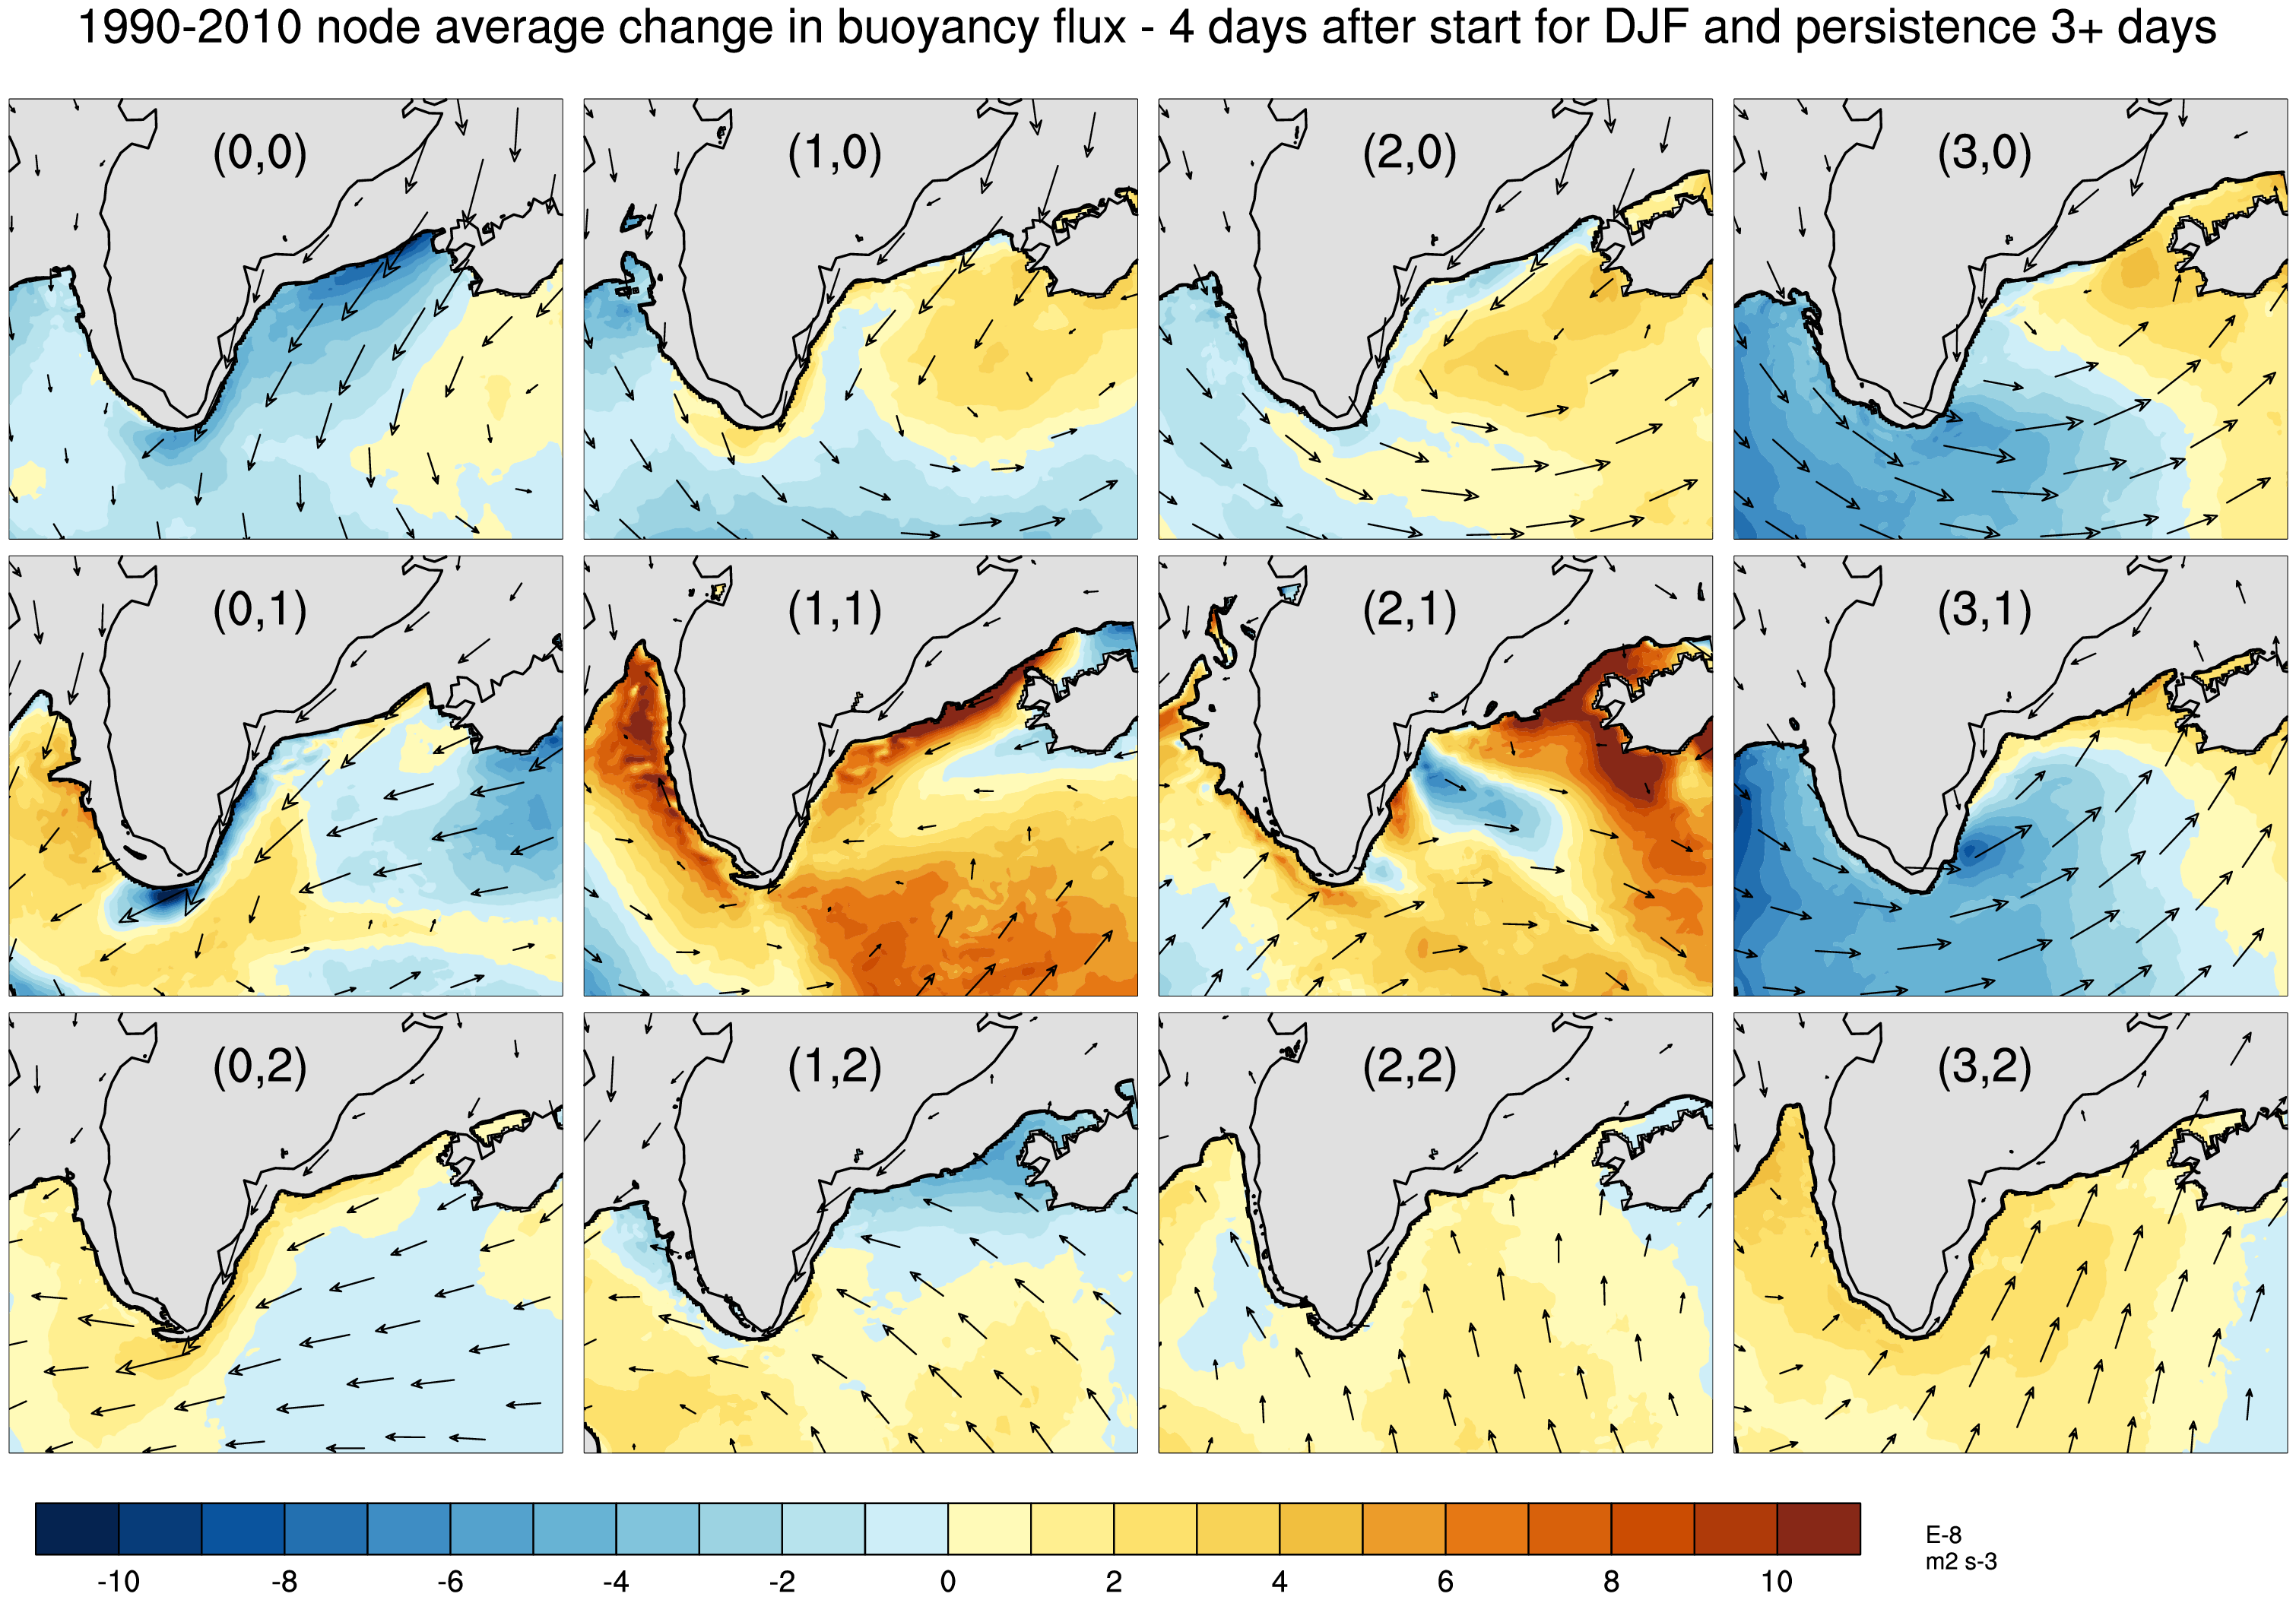 1990-2010 node average change in buoyancy flux - 4 days after start for DJF and persistence 3+ days
(0,0) (1,0) (2,0) (3,0)
(0,1) (1,1) (2,1) (3,1)
(0,2) (1,2) (2,2) (3,2)
E-8
m2 s-3
-10 -8 -6 -4 -2 0 2 4 6 8 10